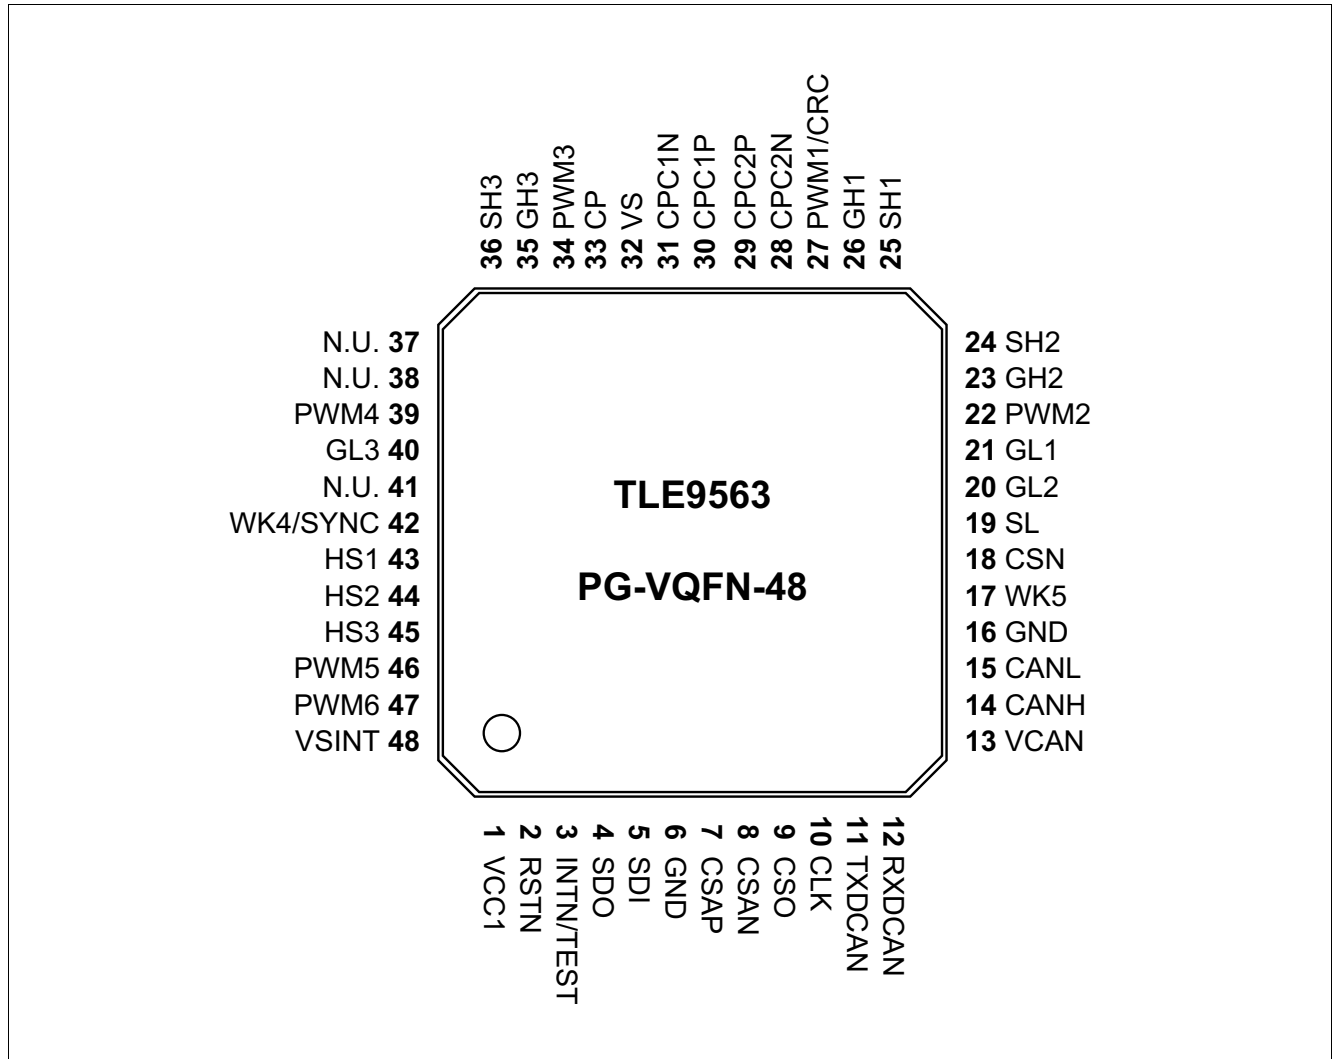 36 SH3
35 GH3
34 PWM3
33 CP
32 VS
31 CPC1N
30 CPC1P
29 CPC2P
28 CPC2N
27 PWM1/CRC
26 GH1
25 SH1
N.U. 37
N.U. 38
PWM4 39
GL3 40
N.U. 41
WK4/SYNC 42
HS1 43
HS2 44
HS3 45
PWM5 46
PWM6 47
VSINT 48
TLE9563
PG-VQFN-48
24 SH2
23 GH2
22 PWM2
21 GL1
20 GL2
19 SL
18 CSN
17 WK5
16 GND
15 CANL
14 CANH
13 VCAN
1 VCC1
2 RSTN
3 INTN/TEST
4 SDO
5 SDI
6 GND
7 CSAP
8 CSAN
9 CSO
10 CLK
11 TXDCAN
12 RXDCAN